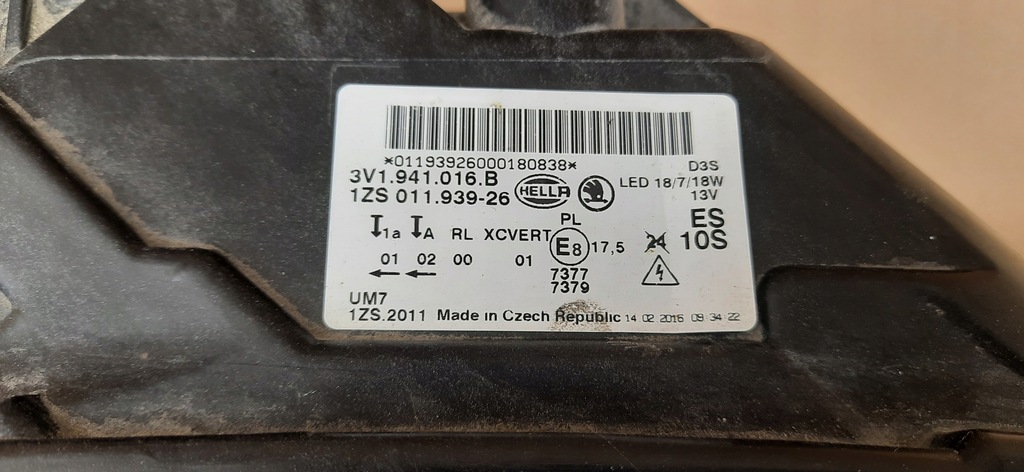 *01193926000180838*
D3S
3V1.941.016.B
LED 18/7/18W
1ZS 011.939-26
HELLA
13V
PL
ES
1a A RL XCVERT E8 17,5 24 10S
01 02 00 01
7377
7379
UM7
1ZS.2011 Made in Czech Republic 14 02 2016 09 34 22